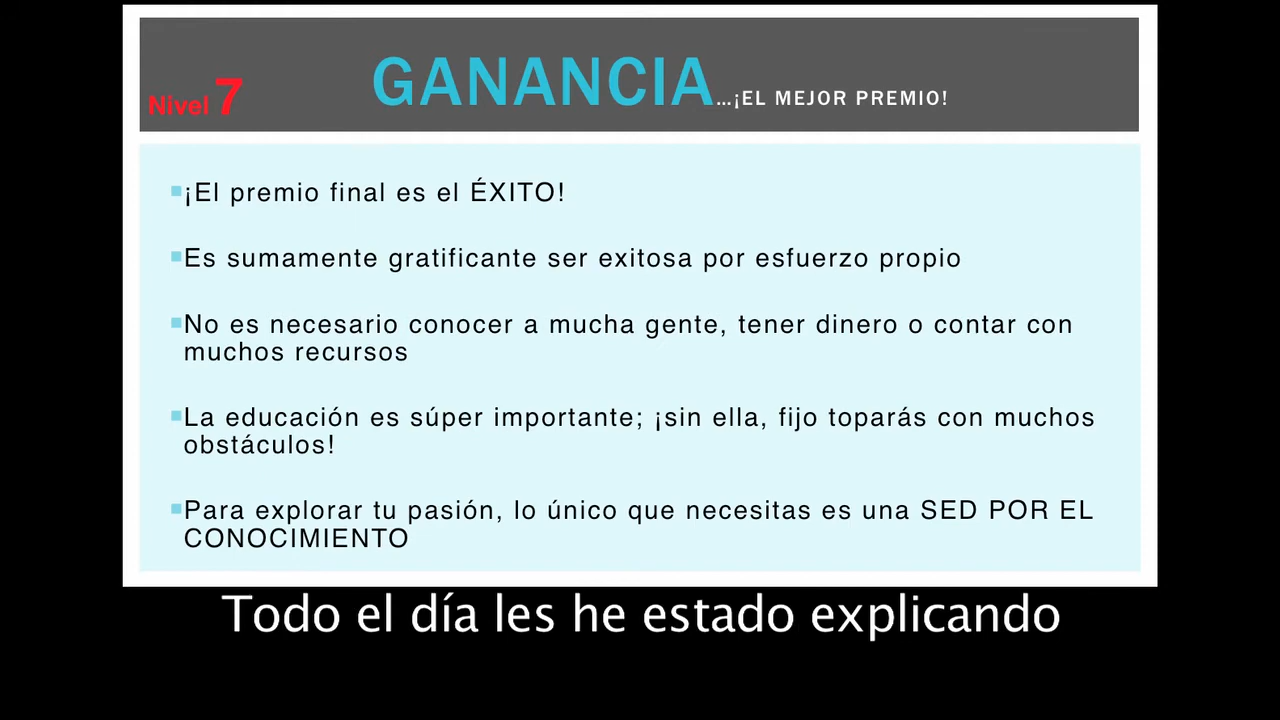 Nivel 7
GANANCIA...¡EL MEJOR PREMIO!
¡El premio final es el ÉXITO!
Es sumamente gratificante ser exitosa por esfuerzo propio
No es necesario conocer a mucha gente, tener dinero o contar con
muchos recursos
La educación es súper importante; ¡sin ella, fijo toparás con muchos
obstáculos!
Para explorar tu pasión, lo único que necesitas es una SED POR EL
CONOCIMIENTO
Todo el día les he estado explicando